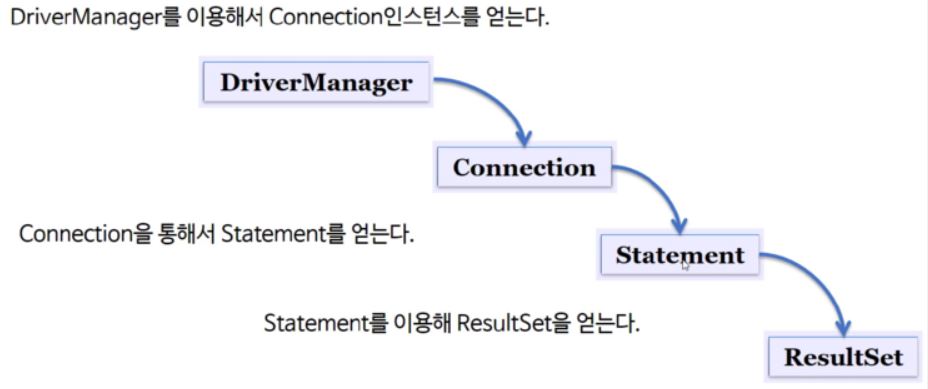 DriverManager를 이용해서 Connection인스턴스를 얻는다.
DriverManager
Connection
Connection을 통해서 Statement를 얻는다.
Statement
Statement를 이용해 ResultSet을 얻는다.
ResultSet